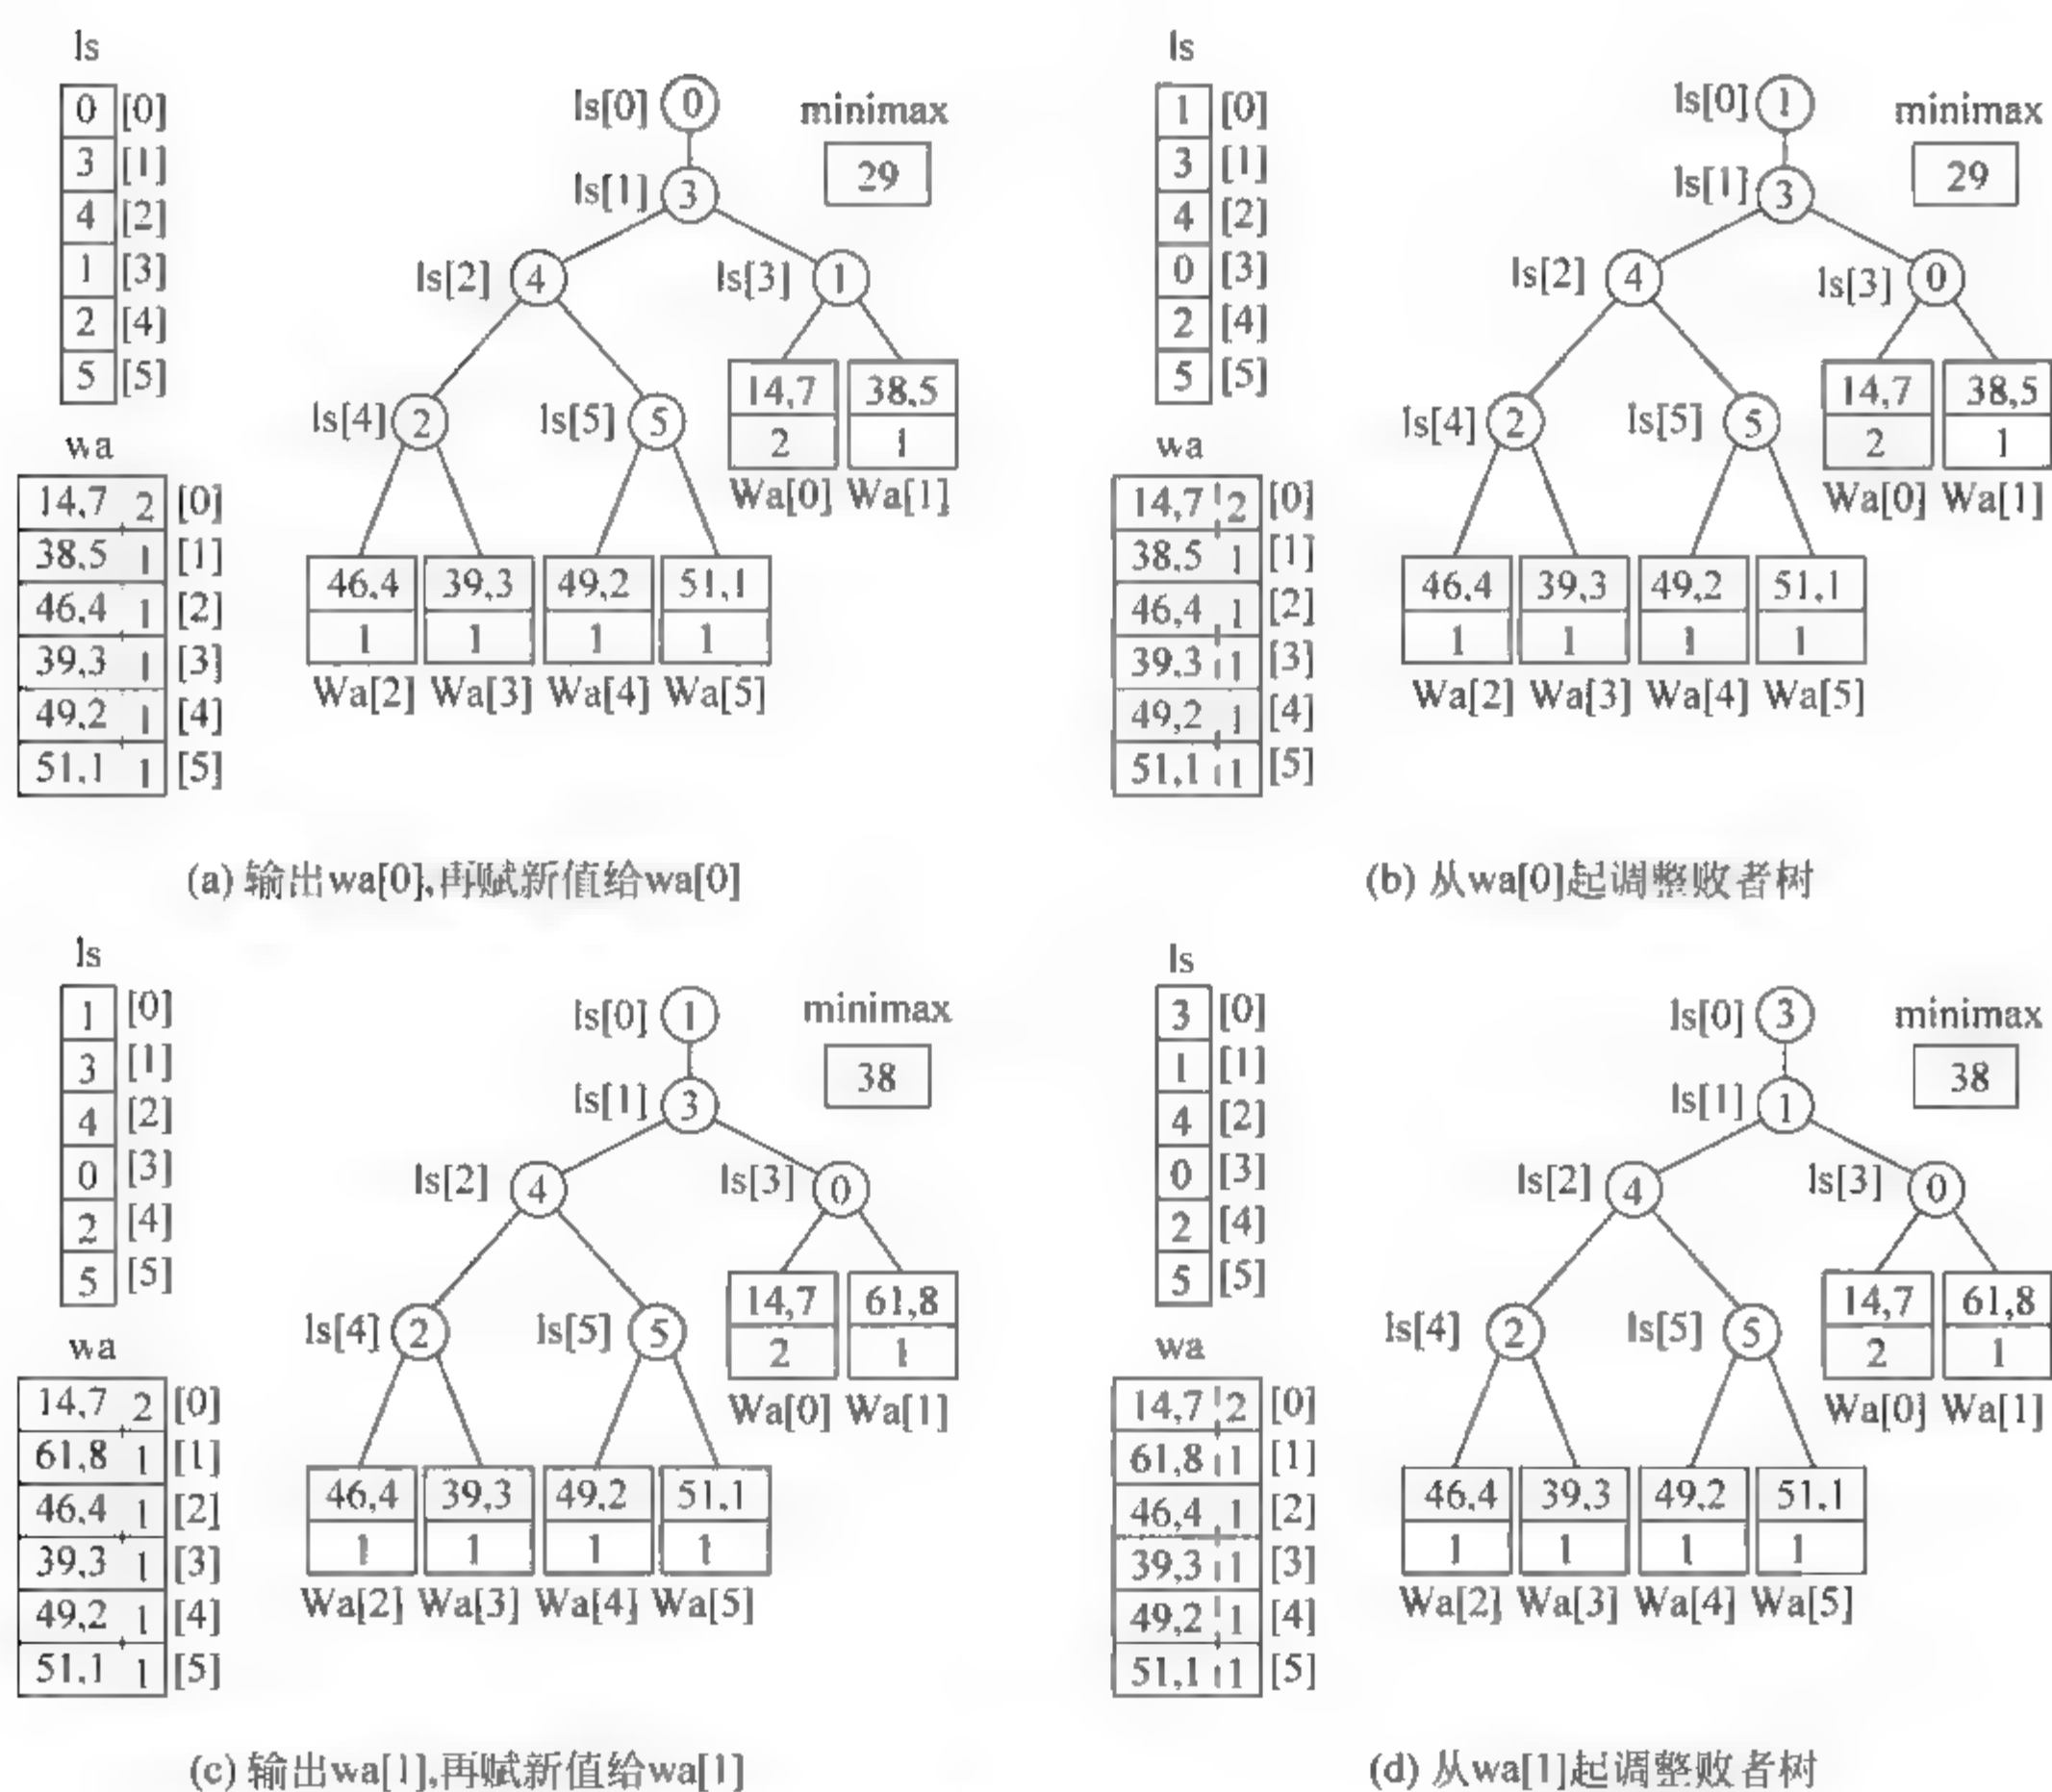 ls
0 [0]
3 [1]
4 [2]
1 [3]
2 [4]
5 [5]
wa
14,7 2 [0]
38,5 1 [1]
46,4 1 [2]
39,3 1 [3]
49,2 1 [4]
51,1 1 [5]
ls[0] 0
minimax
29
ls[1] 3
ls[2] 4
ls[3] 1
ls[4] 2
ls[5] 5
14,7 38,5
2 1
Wa[0] Wa[1]
46,4 39,3 49,2 51,1
1 1 1 1
Wa[2] Wa[3] Wa[4] Wa[5]
(a) 输出wa[0],再赋新值给wa[0]
ls
1 [0]
3 [1]
4 [2]
0 [3]
2 [4]
5 [5]
wa
14,7 2 [0]
38,5 1 [1]
46,4 1 [2]
39,3 1 [3]
49,2 1 [4]
51,1 1 [5]
ls[0] 1
minimax
29
ls[1] 3
ls[2] 4
ls[3] 0
ls[4] 2
ls[5] 5
14,7 38,5
2 1
Wa[0] Wa[1]
46,4 39,3 49,2 51,1
1 1 1 1
Wa[2] Wa[3] Wa[4] Wa[5]
(b) 从wa[0]起调整败者树
ls
1 [0]
3 [1]
4 [2]
0 [3]
2 [4]
5 [5]
wa
14,7 2 [0]
61,8 1 [1]
46,4 1 [2]
39,3 1 [3]
49,2 1 [4]
51,1 1 [5]
ls[0] 1
minimax
38
ls[1] 3
ls[2] 4
ls[3] 0
ls[4] 2
ls[5] 5
14,7 61,8
2 1
Wa[0] Wa[1]
46,4 39,3 49,2 51,1
1 1 1 1
Wa[2] Wa[3] Wa[4] Wa[5]
(c) 输出wa[1],再赋新值给wa[1]
ls
3 [0]
1 [1]
4 [2]
0 [3]
2 [4]
5 [5]
wa
14,7 2 [0]
61,8 1 [1]
46,4 1 [2]
39,3 1 [3]
49,2 1 [4]
51,1 1 [5]
ls[0] 3
minimax
38
ls[1] 1
ls[2] 4
ls[3] 0
ls[4] 2
ls[5] 5
14,7 61,8
2 1
Wa[0] Wa[1]
46,4 39,3 49,2 51,1
1 1 1 1
Wa[2] Wa[3] Wa[4] Wa[5]
(d) 从wa[1]起调整败者树